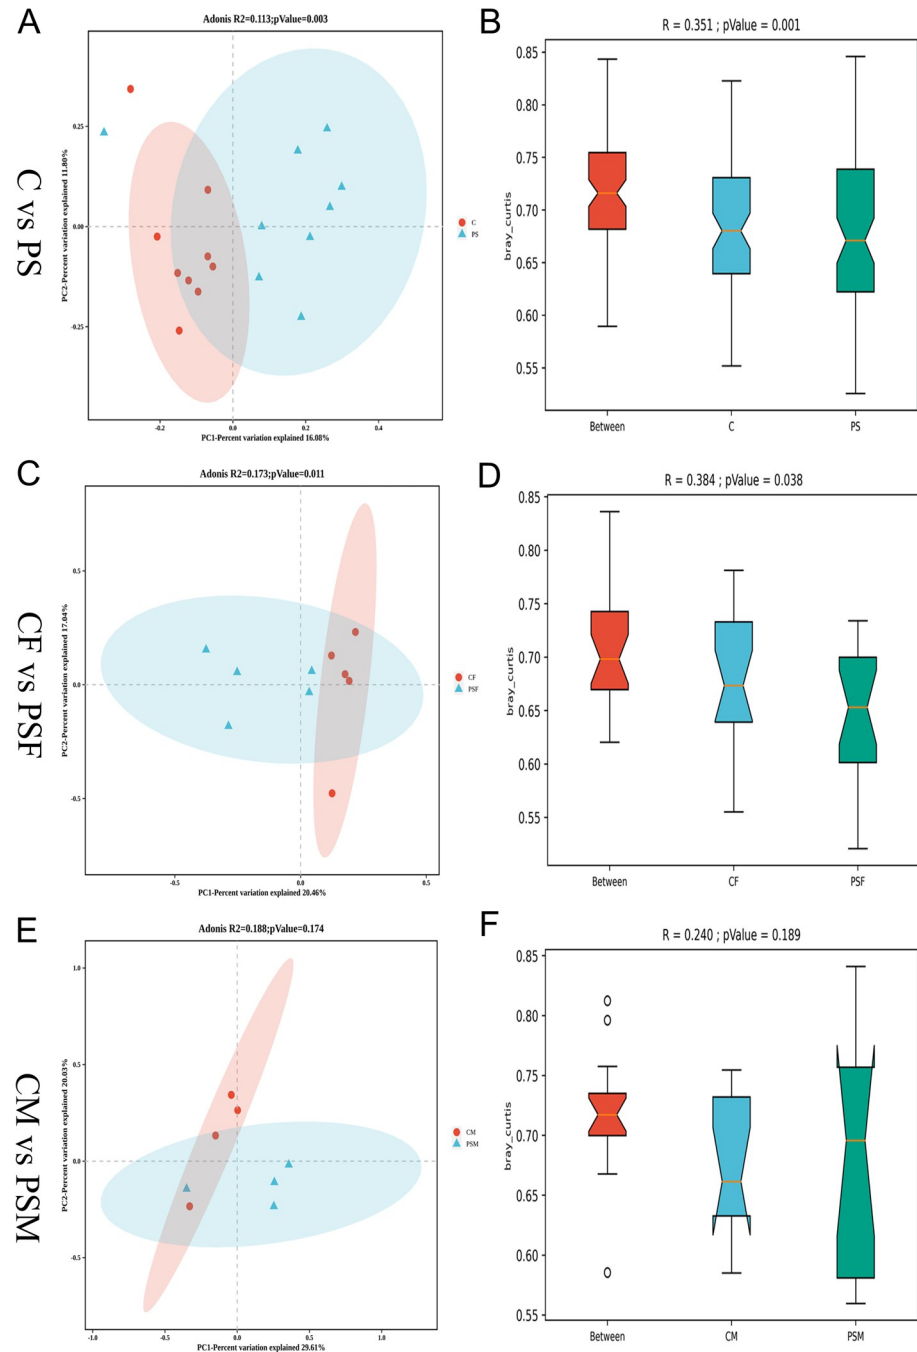 A
Adonis R2=0.113;pValue=0.003
C vs PS
PC2-Percent variation explained 11.80%
0.25
0.00
-0.25
-0.2
0.0
0.2
0.4
PC1-Percent variation explained 16.08%
C
PS
B
R = 0.351 ; pValue = 0.001
bray_curtis
0.85
0.80
0.75
0.70
0.65
0.60
0.55
Between
C
PS
C
Adonis R2=0.173;pValue=0.011
CF vs PSF
PC2-Percent variation explained 17.04%
0.5
0.0
-0.5
-0.5
0.0
0.5
PC1-Percent variation explained 20.46%
CF
PSF
D
R = 0.384 ; pValue = 0.038
bray_curtis
0.85
0.80
0.75
0.70
0.65
0.60
0.55
Between
CF
PSF
E
Adonis R2=0.188;pValue=0.174
CM vs PSM
PC2-Percent variation explained 20.03%
1.0
0.5
0.0
-0.5
-1.0
-0.5
0.0
0.5
1.0
PC1-Percent variation explained 29.61%
CM
PSM
F
R = 0.240 ; pValue = 0.189
bray_curtis
0.85
0.80
0.75
0.70
0.65
0.60
0.55
Between
CM
PSM